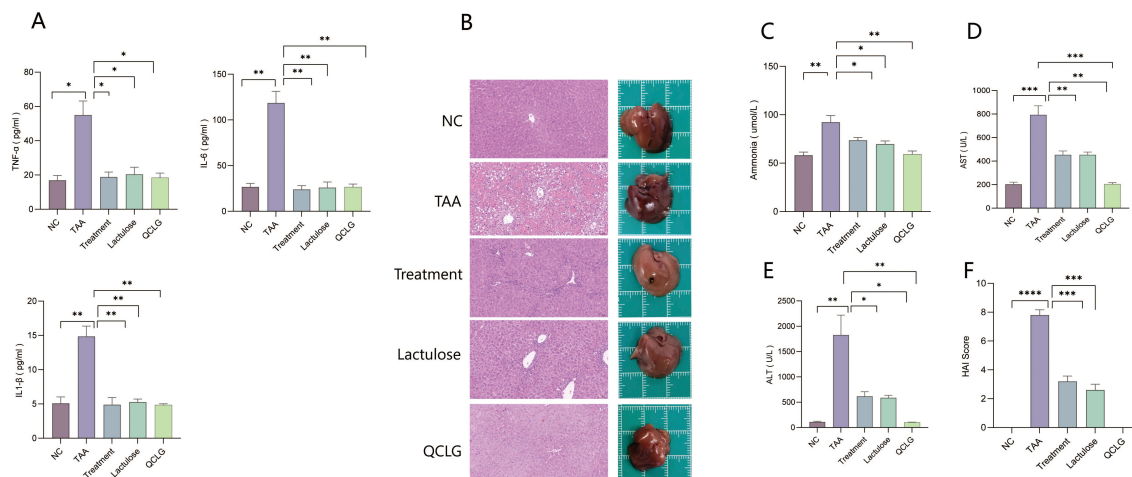 A
TNF-α ( pg/ml )
80
60
40
20
0
*
*
*
*
NC
TAA
Treatment
Lactulose
QCLG
IL-6 ( pg/ml )
150
100
50
0
**
**
**
**
NC
TAA
Treatment
Lactulose
QCLG
IL1-β ( pg/ml )
20
15
10
5
0
**
**
**
**
NC
TAA
Treatment
Lactulose
QCLG
B
NC
TAA
Treatment
Lactulose
QCLG
C
Ammonia ( umol/L )
150
100
50
0
**
*
*
**
NC
TAA
Treatment
Lactulose
QCLG
D
AST ( U/L )
1000
800
600
400
200
***
**
**
***
NC
TAA
Treatment
Lactulose
QCLG
E
ALT ( U/L )
2500
2000
1500
1000
500
0
**
*
*
**
NC
TAA
Treatment
Lactulose
QCLG
F
HAI Score
10
8
6
4
2
0
****
***
***
NC
TAA
Treatment
Lactulose
QCLG